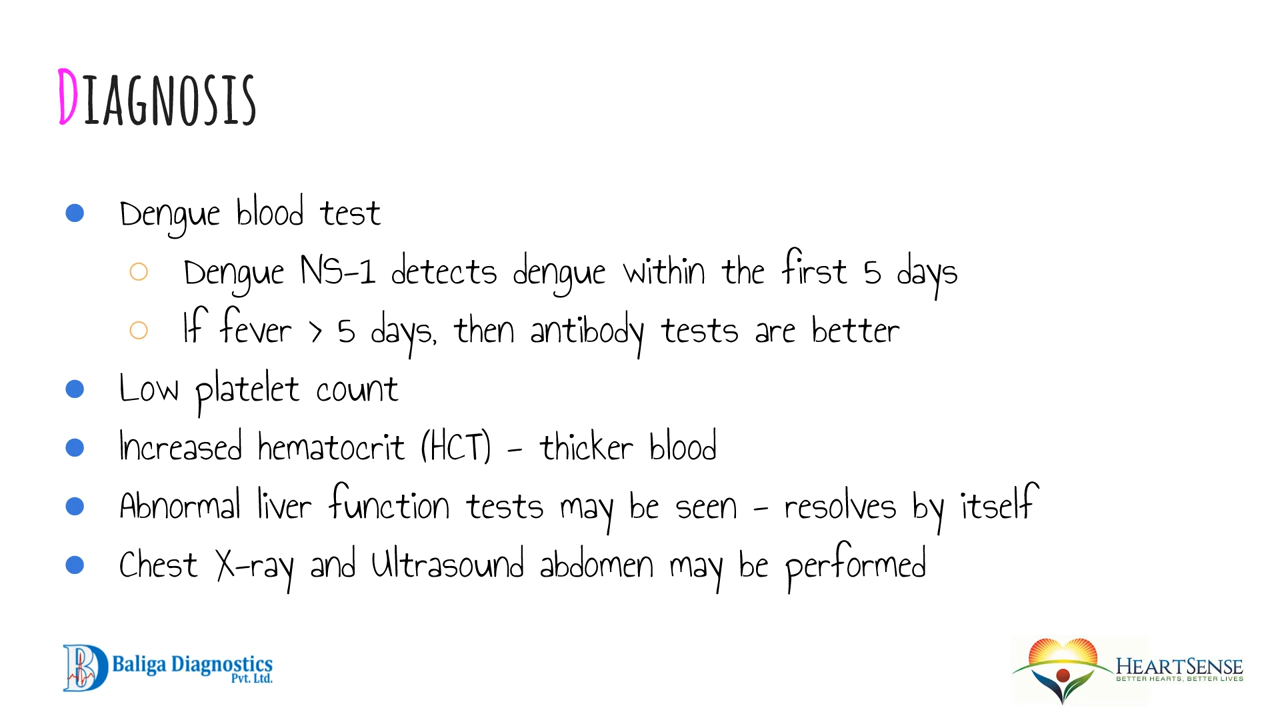 DIAGNOSIS
Dengue blood test
Dengue NS-1 detects dengue within the first 5 days
If fever > 5 days, then antibody tests are better
Low platelet count
Increased hematocrit (HCT) - thicker blood
Abnormal liver function tests may be seen - resolves by itself
Chest X-ray and Ultrasound abdomen may be performed
Baliga Diagnostics
Pvt. Ltd.
HEARTSENSE
BETTER HEARTS, BETTER LIVES